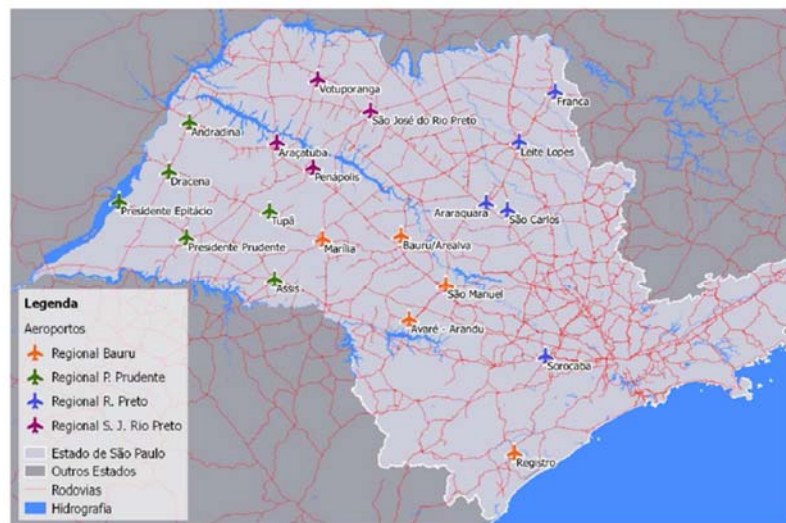 Votuporanga
Franca
São José do Rio Preto
Andradina
Araçatuba
Leite Lopes
Penápolis
Dracena
Presidente Epitácio
Araraquara
São Carlos
Tupã
Presidente Prudente
Marília
Bauru/Arealva
Assis
São Manuel
Avaré - Arandu
Sorocaba
Registro
Legenda
Aeroportos
Regional Bauru
Regional P. Prudente
Regional R. Preto
Regional S. J. Rio Preto
Estado de São Paulo
Outros Estados
Rodovias
Hidrografia